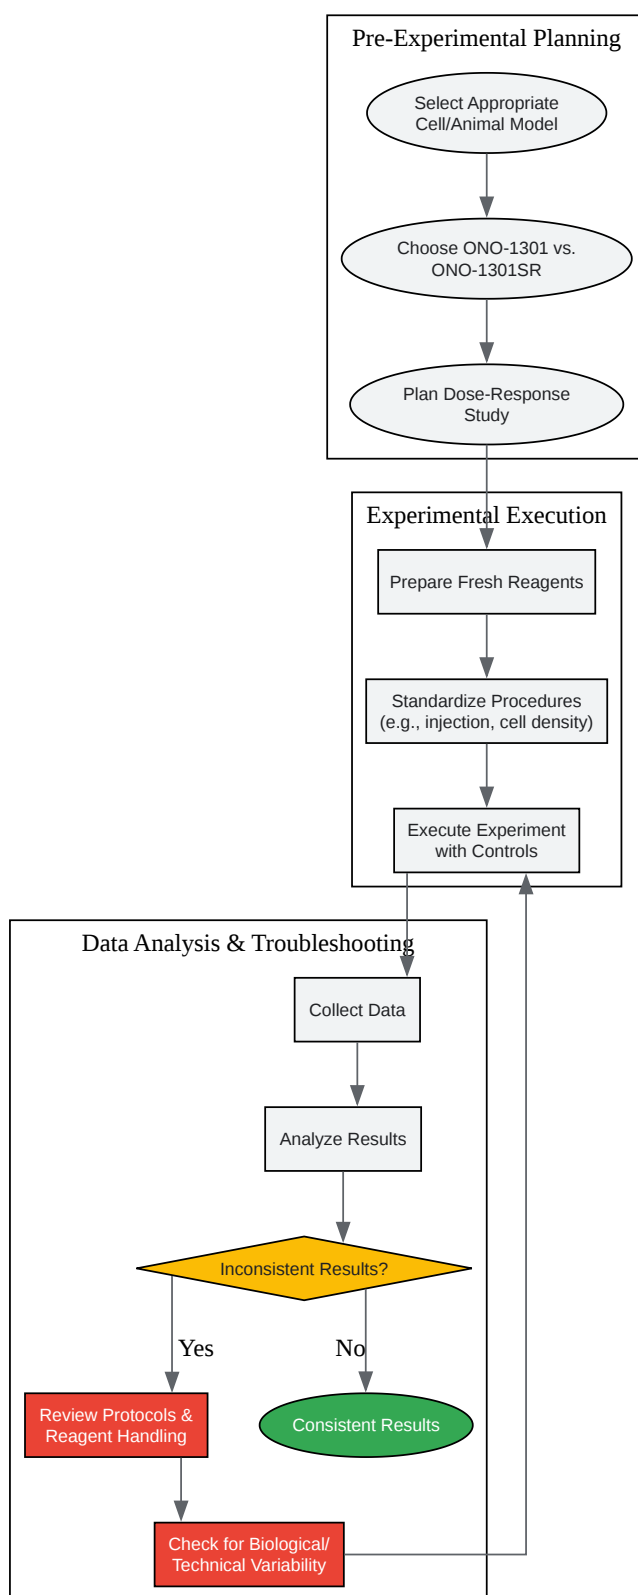 Pre-Experimental Planning
Select Appropriate
Cell/Animal Model
Choose ONO-1301 vs.
ONO-1301SR
Plan Dose-Response
Study
Experimental Execution
Prepare Fresh Reagents
Standardize Procedures
(e.g., injection, cell density)
Execute Experiment
with Controls
Data Analysis & Troubleshooting
Collect Data
Analyze Results
Inconsistent Results?
Yes
No
Review Protocols &
Reagent Handling
Consistent Results
Check for Biological/
Technical Variability